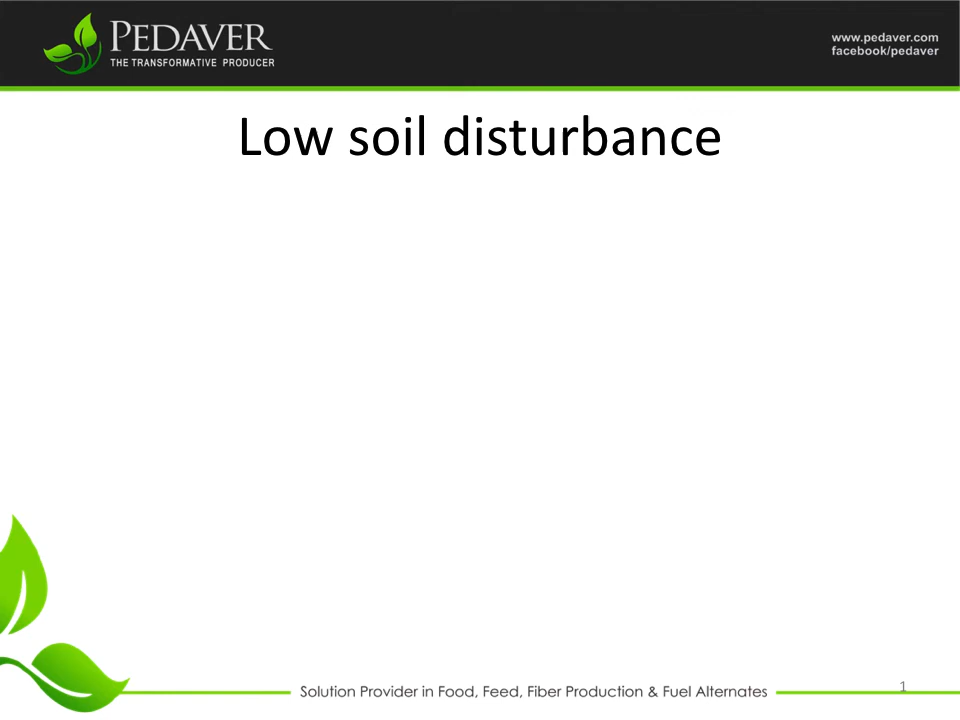 PEDAVER
THE TRANSFORMATIVE PRODUCER
www.pedaver.com
facebook/pedaver
Low soil disturbance
Solution Provider in Food, Feed, Fiber Production & Fuel Alternates
1